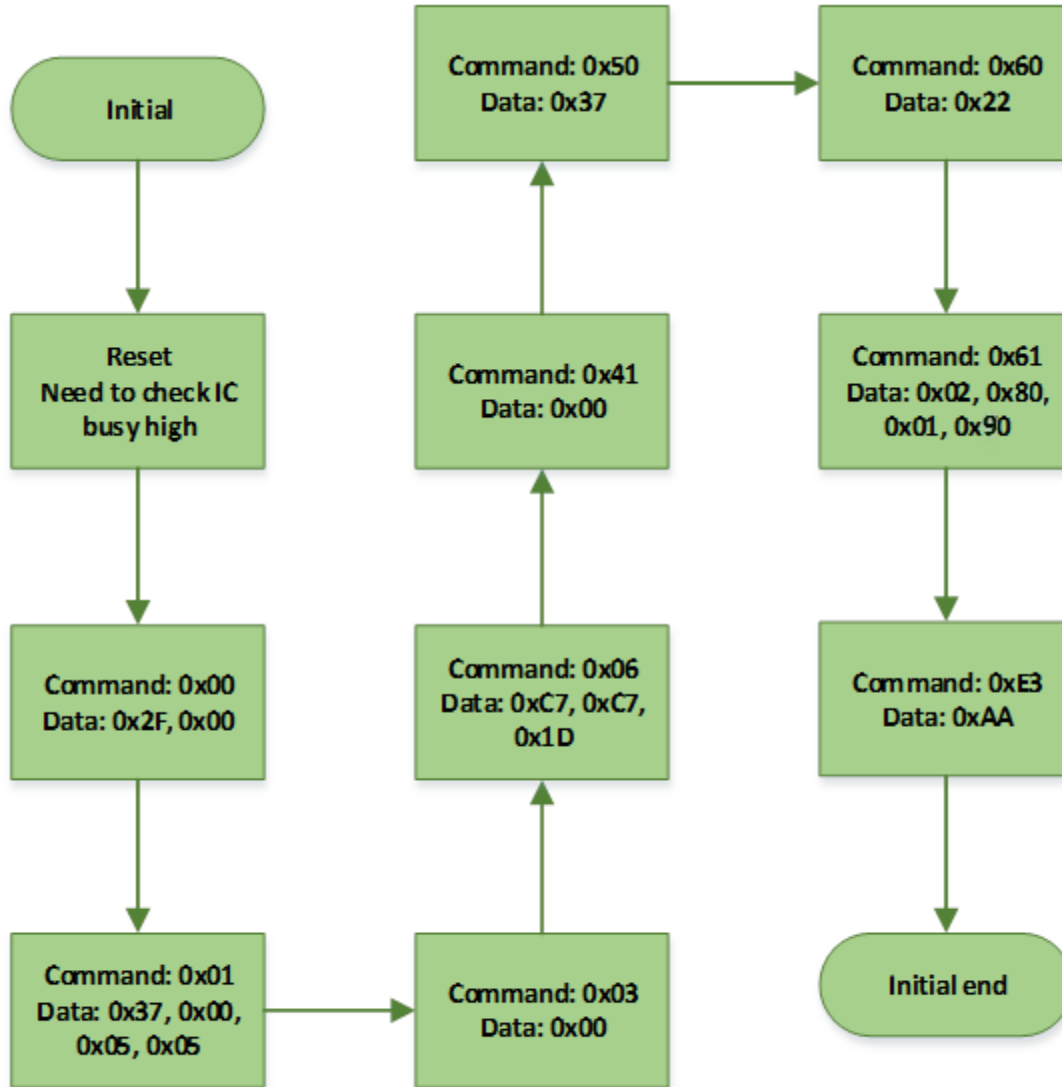 Initial
Reset
Need to check IC
busy high
Command: 0x00
Data: 0x2F, 0x00
Command: 0x01
Data: 0x37, 0x00,
0x05, 0x05
Command: 0x03
Data: 0x00
Command: 0x06
Data: 0xC7, 0xC7,
0x1D
Command: 0x41
Data: 0x00
Command: 0x50
Data: 0x37
Command: 0x60
Data: 0x22
Command: 0x61
Data: 0x02, 0x80,
0x01, 0x90
Command: 0xE3
Data: 0xAA
Initial end